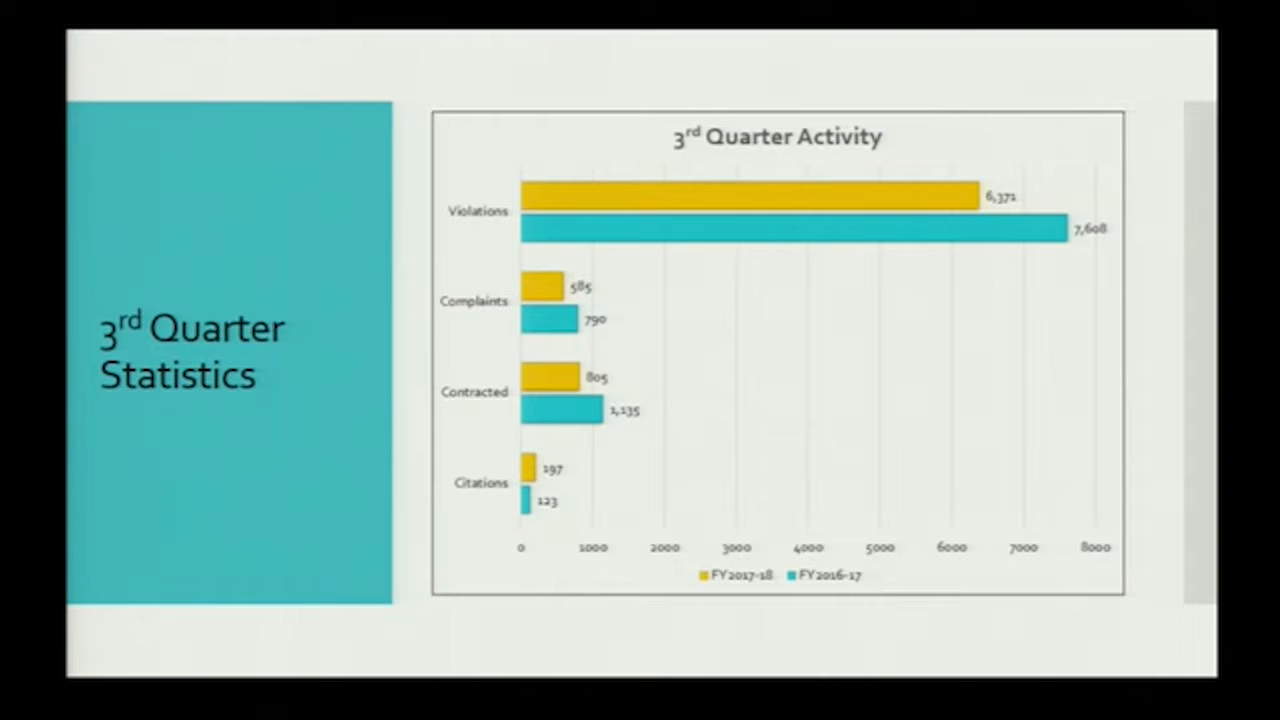 3rd Quarter
Statistics
3rd Quarter Activity
Violations
6,371
7,608
Complaints
585
790
Contracted
805
1,135
Citations
197
123
0 1000 2000 3000 4000 5000 6000 7000 8000
FY2017-18 FY2016-17